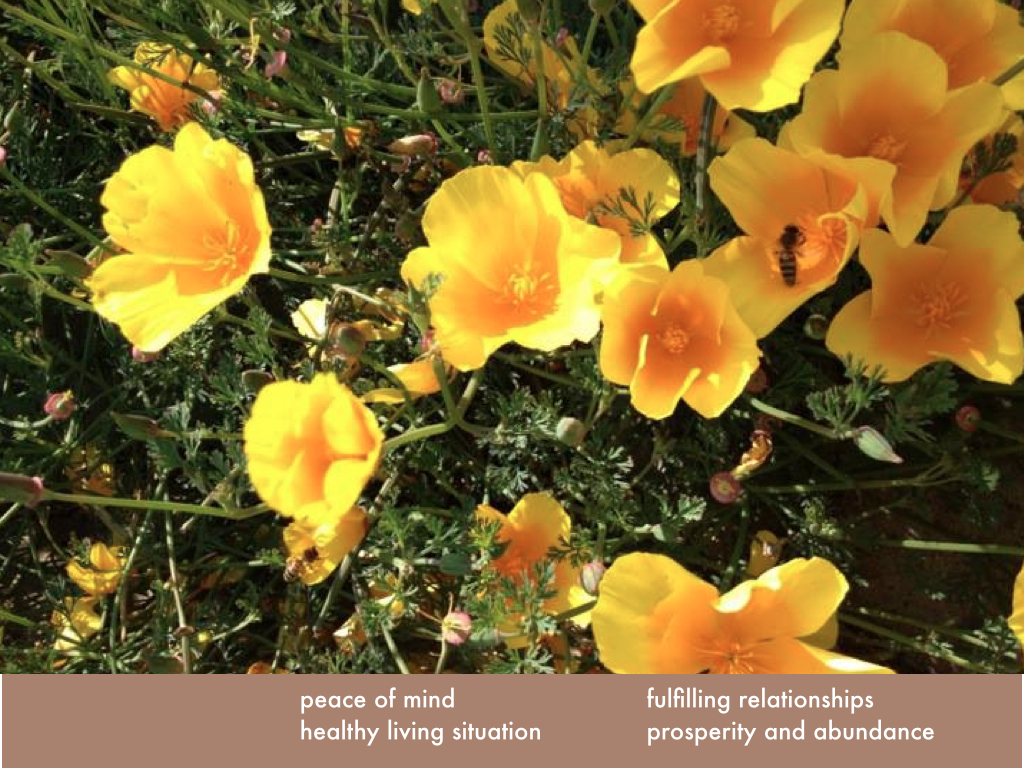 peace of mind
healthy living situation
fulfilling relationships
prosperity and abundance